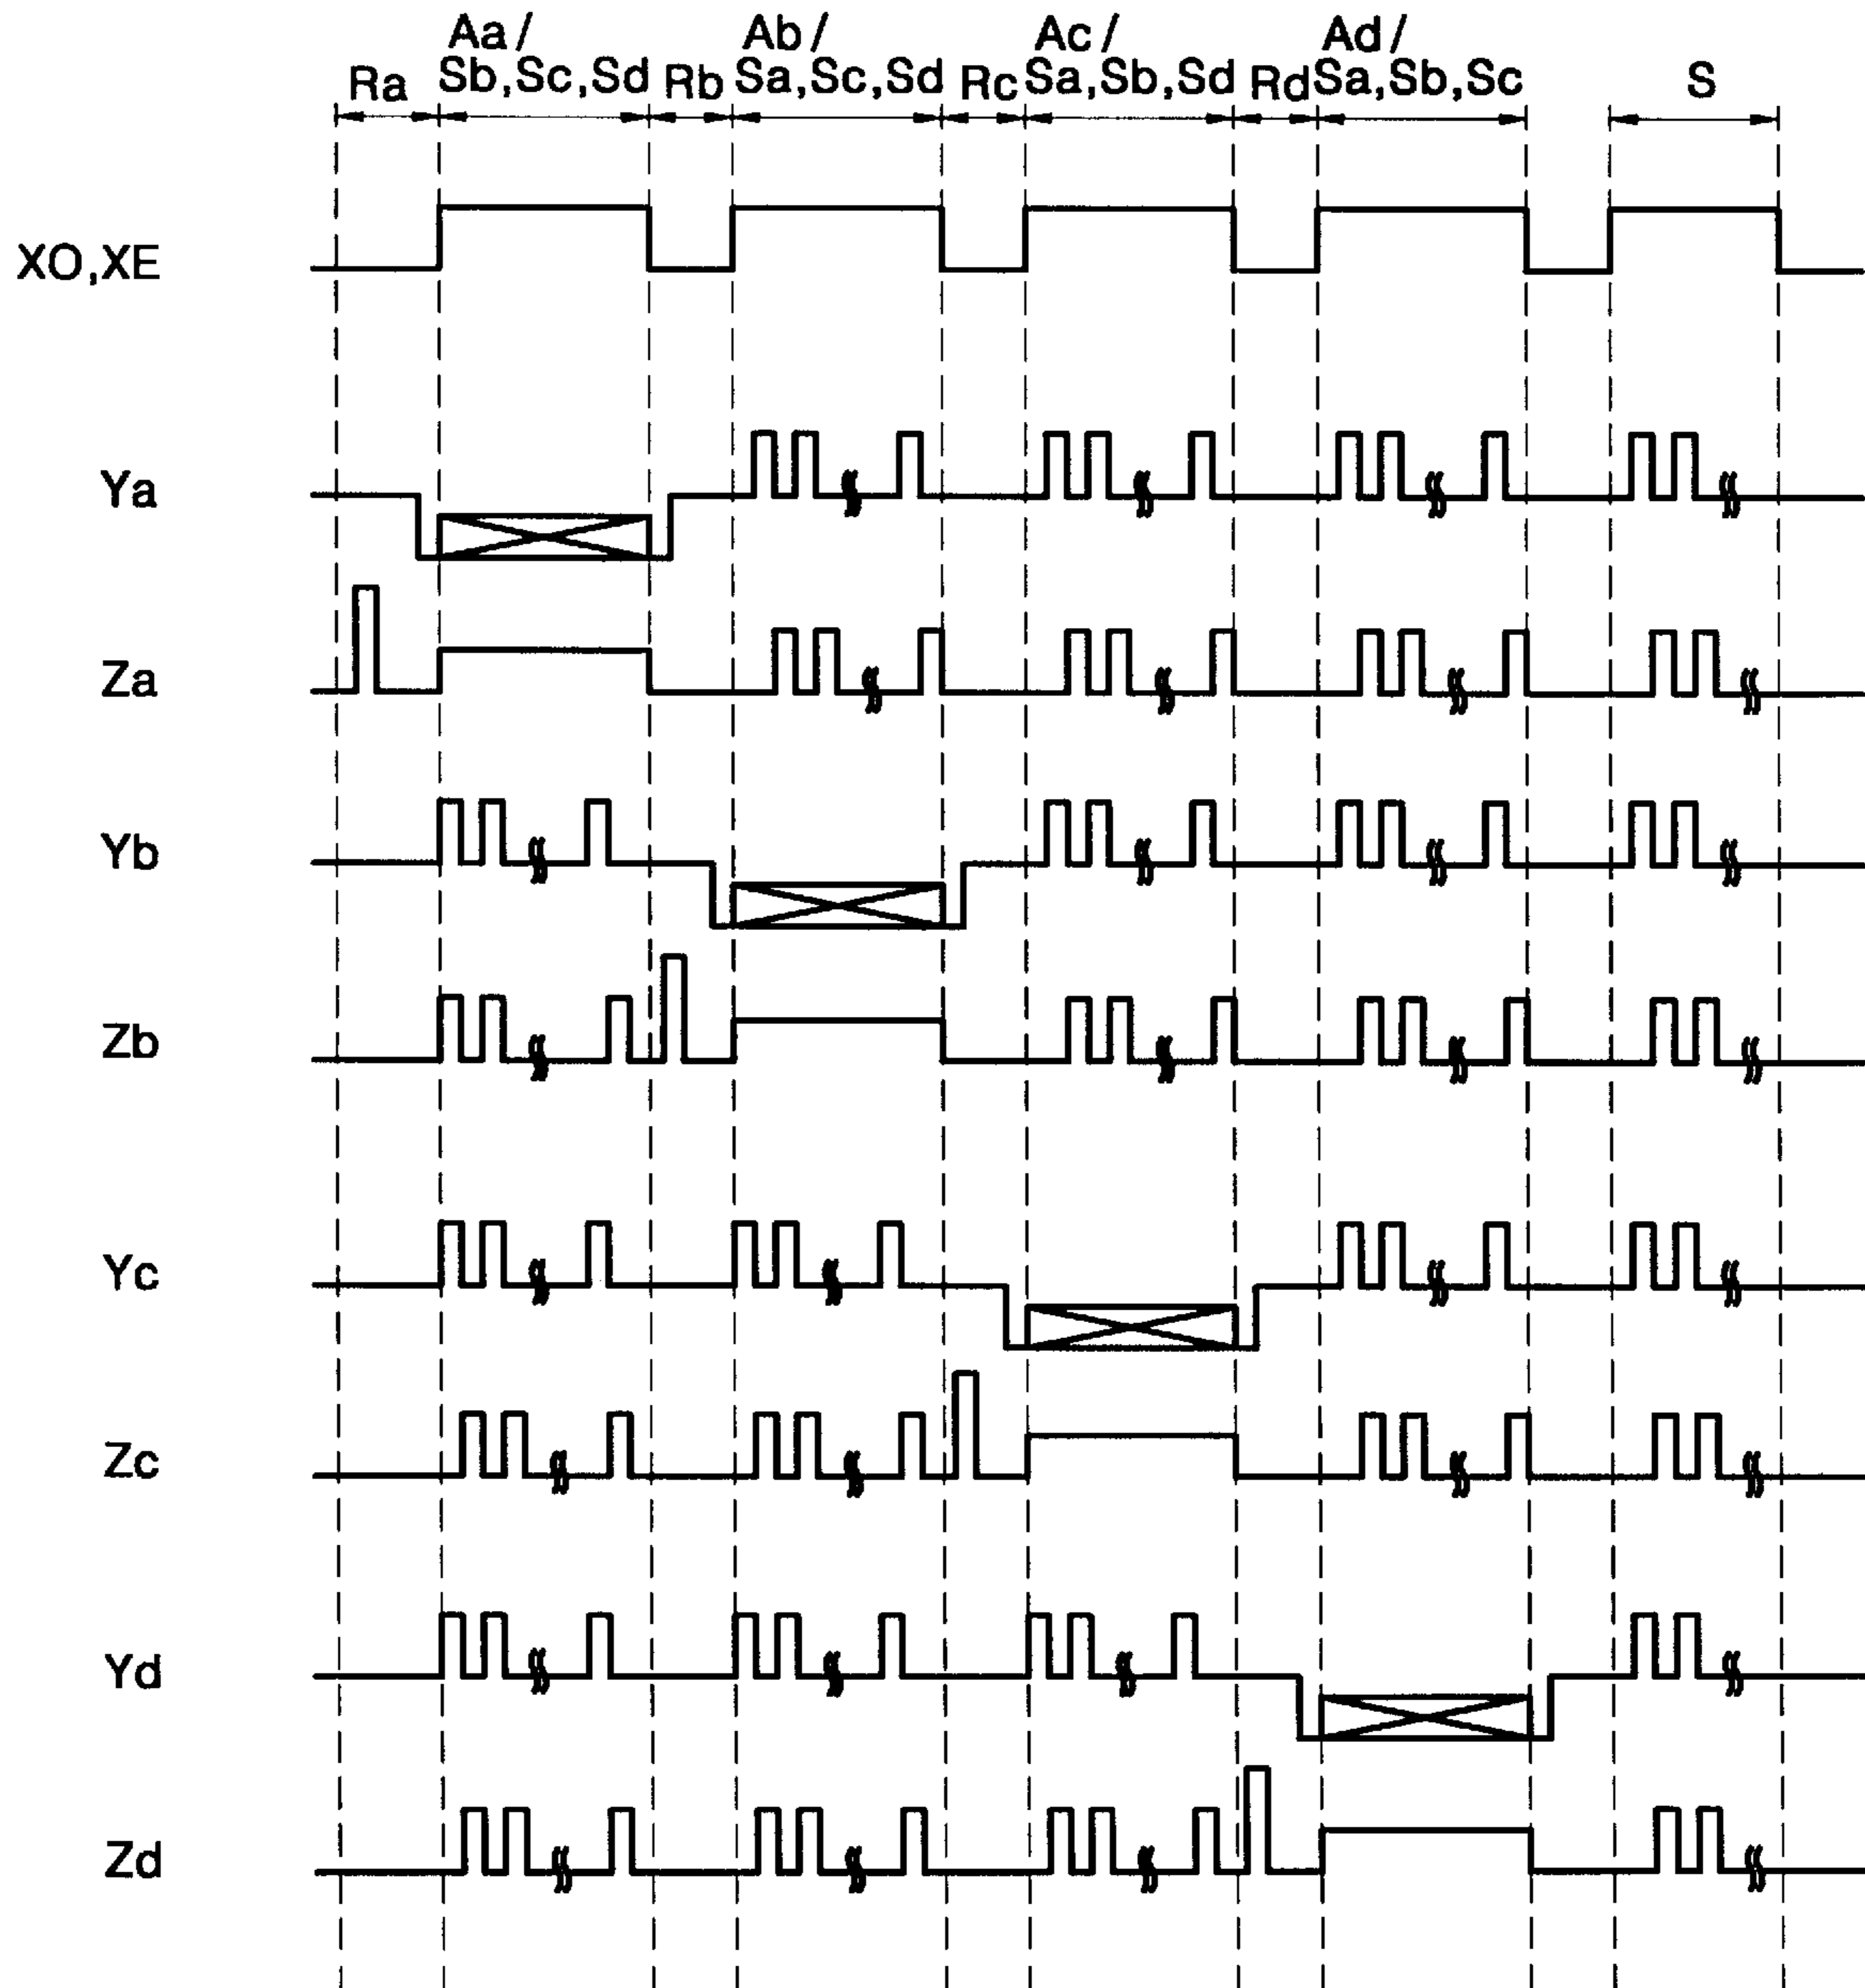 Aa/ Ab/ Ac/ Ad/
Ra Sb,Sc,Sd Rb Sa,Sc,Sd Rc Sa,Sb,Sd Rd Sa,Sb,Sc S
XO,XE
Ya
Za
Yb
Zb
Yc
Zc
Yd
Zd